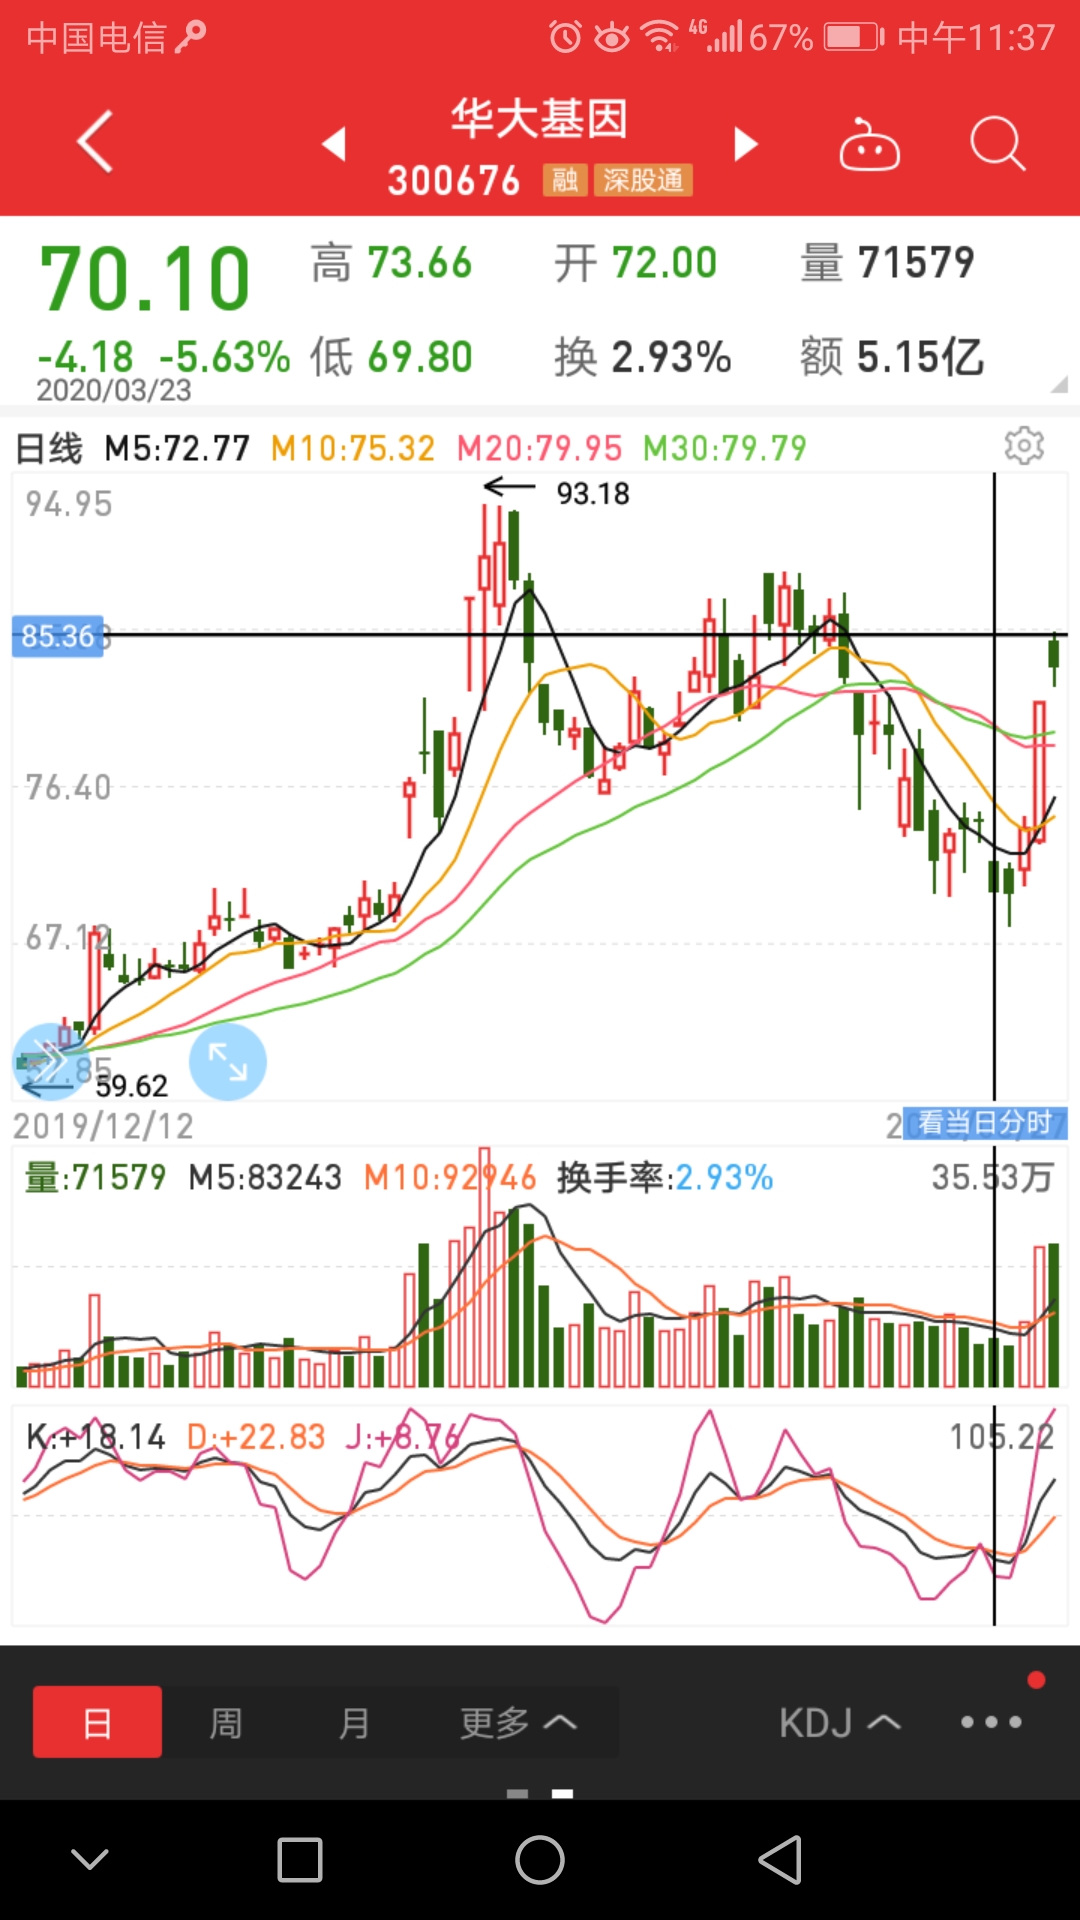 中国电信 4G 67% 中午11:37
华大基因
300676 融 深股通
70.10 高 73.66 开 72.00 量 71579
-4.18 -5.63% 低 69.80 换 2.93% 额 5.15亿
2020/03/23
日线 M5:72.77 M10:75.32 M20:79.95 M30:79.79
94.95 93.18
85.36
76.40
67.12
59.62
2019/12/12 看当日分时
量:71579 M5:83243 M10:92946 换手率:2.93% 35.53万
K:+18.14 D:+22.83 J:+8.76 105.22
日 周 月 更多 KDJ